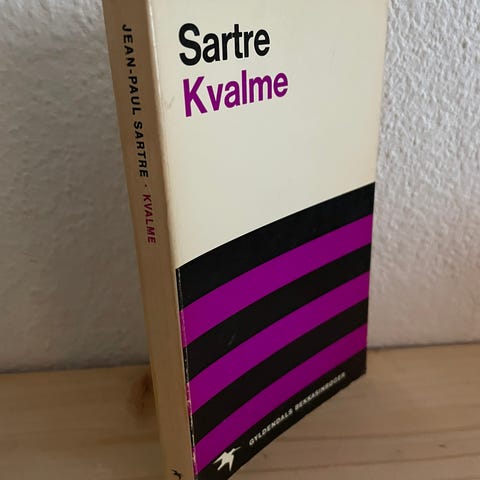 Sartre
Kvalme
JEAN-PAUL SARTRE · KVALME
GYLDENDALS BEKKASINBØGER